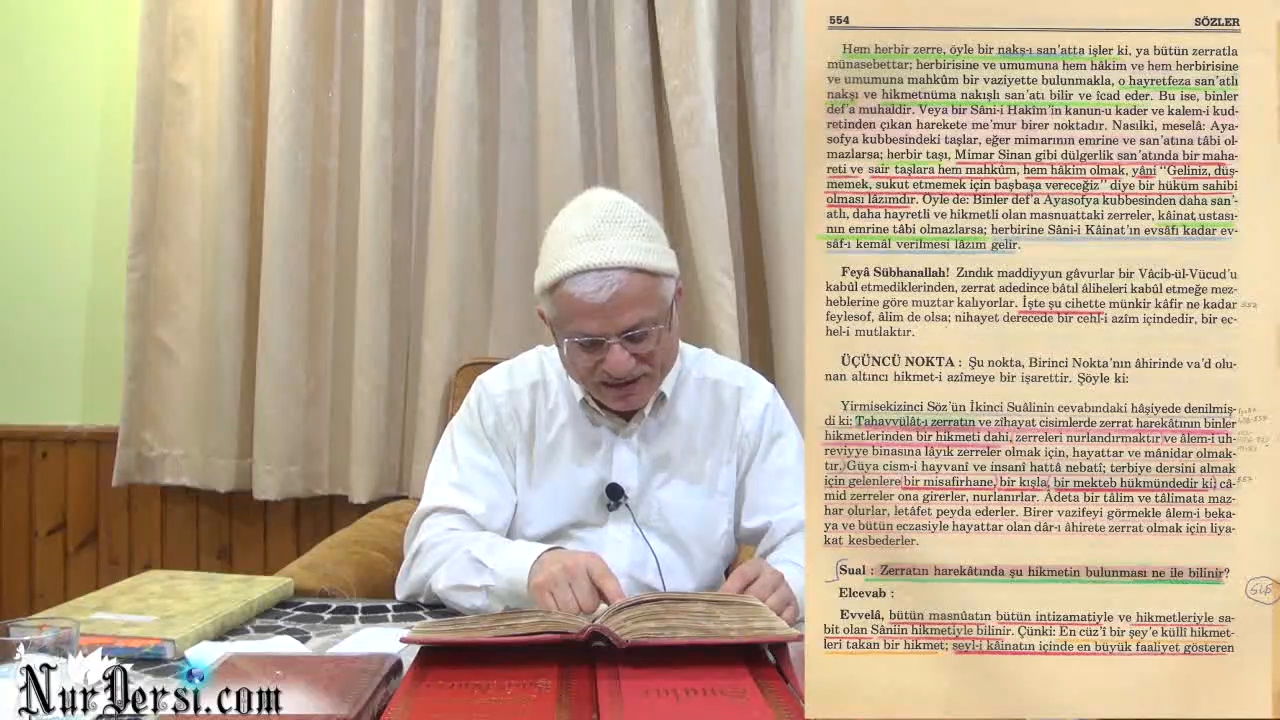 554 SÖZLER
Hem herbir zerre, öyle bir nakş-ı san'atta işler ki, ya bütün zerratla
münasebettar; herbirisine ve umumuna hem hâkim ve hem herbirisine
ve umumuna mahkûm bir vaziyette bulunmakla, o hayretfeza san'atlı
nakşı ve hikmetnüma nakışlı san'atı bilir ve îcad eder. Bu ise, binler
def'a muhaldir. Veya bir Sâni-i Hakîm'in kanun-u kader ve kalem-i kud-
retinden çıkan harekete me'mur birer noktadır. Nasılki, meselâ: Aya-
sofya kubbesindeki taşlar, eğer mimarının emrine ve san'atına tâbi ol-
mazlarsa; herbir taşı, Mimar Sinan gibi dülgerlik san'atında bir maha-
reti ve sair taşlara hem mahkûm, hem hâkim olmak, yâni "Geliniz, düş-
memek, sukut etmemek için başbaşa vereceğiz" diye bir hüküm sahibi
olması lâzımdır. Öyle de: Binler def'a Ayasofya kubbesinden daha san'-
atlı, daha hayretli ve hikmetli olan masnuattaki zerreler, kâinat ustası-
nın emrine tâbi olmazlarsa; herbirine Sâni-i Kâinat'ın evsâfı kadar ev-
sâf-ı kemâl verilmesi lâzım gelir.
Feyâ Sübhanallah! Zındık maddiyyun gâvurlar bir Vâcib-ül-Vücud'u
kabûl etmediklerinden, zerrat adedince bâtıl âliheleri kabûl etmeğe mez-
heblerine göre muztar kalıyorlar. İşte şu cihette münkir kâfir ne kadar
feylesof, âlim de olsa; nihayet derecede bir cehl-i azîm içindedir, bir ec-
hel-i mutlaktır.
ÜÇÜNCÜ NOKTA : Şu nokta, Birinci Nokta'nın âhirinde va'd olu-
nan altıncı hikmet-i azîmeye bir işarettir. Şöyle ki:
Yirmisekizinci Söz'ün İkinci Suâlinin cevabındaki hâşiyede denilmiş-
di ki: Tahavvülât-ı zerratın ve zîhayat cisimlerde zerrat harekâtının binler
hikmetlerinden bir hikmeti dahi, zerreleri nurlandırmaktır ve âlem-i uh-
reviyye binasına lâyık zerreler olmak için, hayattar ve mânidar olmak-
tır. Güya cism-i hayvanî ve insanî hattâ nebatî; terbiye dersini almak
için gelenlere bir misafirhane, bir kışla, bir mekteb hükmündedir ki; câ-
mid zerreler ona girerler, nurlanırlar. Âdeta bir tâlim ve tâlimata maz-
har olurlar, letâfet peyda ederler. Birer vazifeyi görmekle âlem-i beka-
ya ve bütün eczasiyle hayattar olan dâr-ı âhirete zerrat olmak için liya-
kat kesbederler.
Sual : Zerratın harekâtında şu hikmetin bulunması ne ile bilinir?
Elcevab :
Evvelâ, bütün masnûatın bütün intizamatiyle ve hikmetleriyle sa-
bit olan Sâniin hikmetiyle bilinir. Çünki: En cüz'î bir şey'e küllî hikmet-
leri takan bir hikmet; seyl-i kâinatın içinde en büyük faaliyet gösteren
NurDersi.com